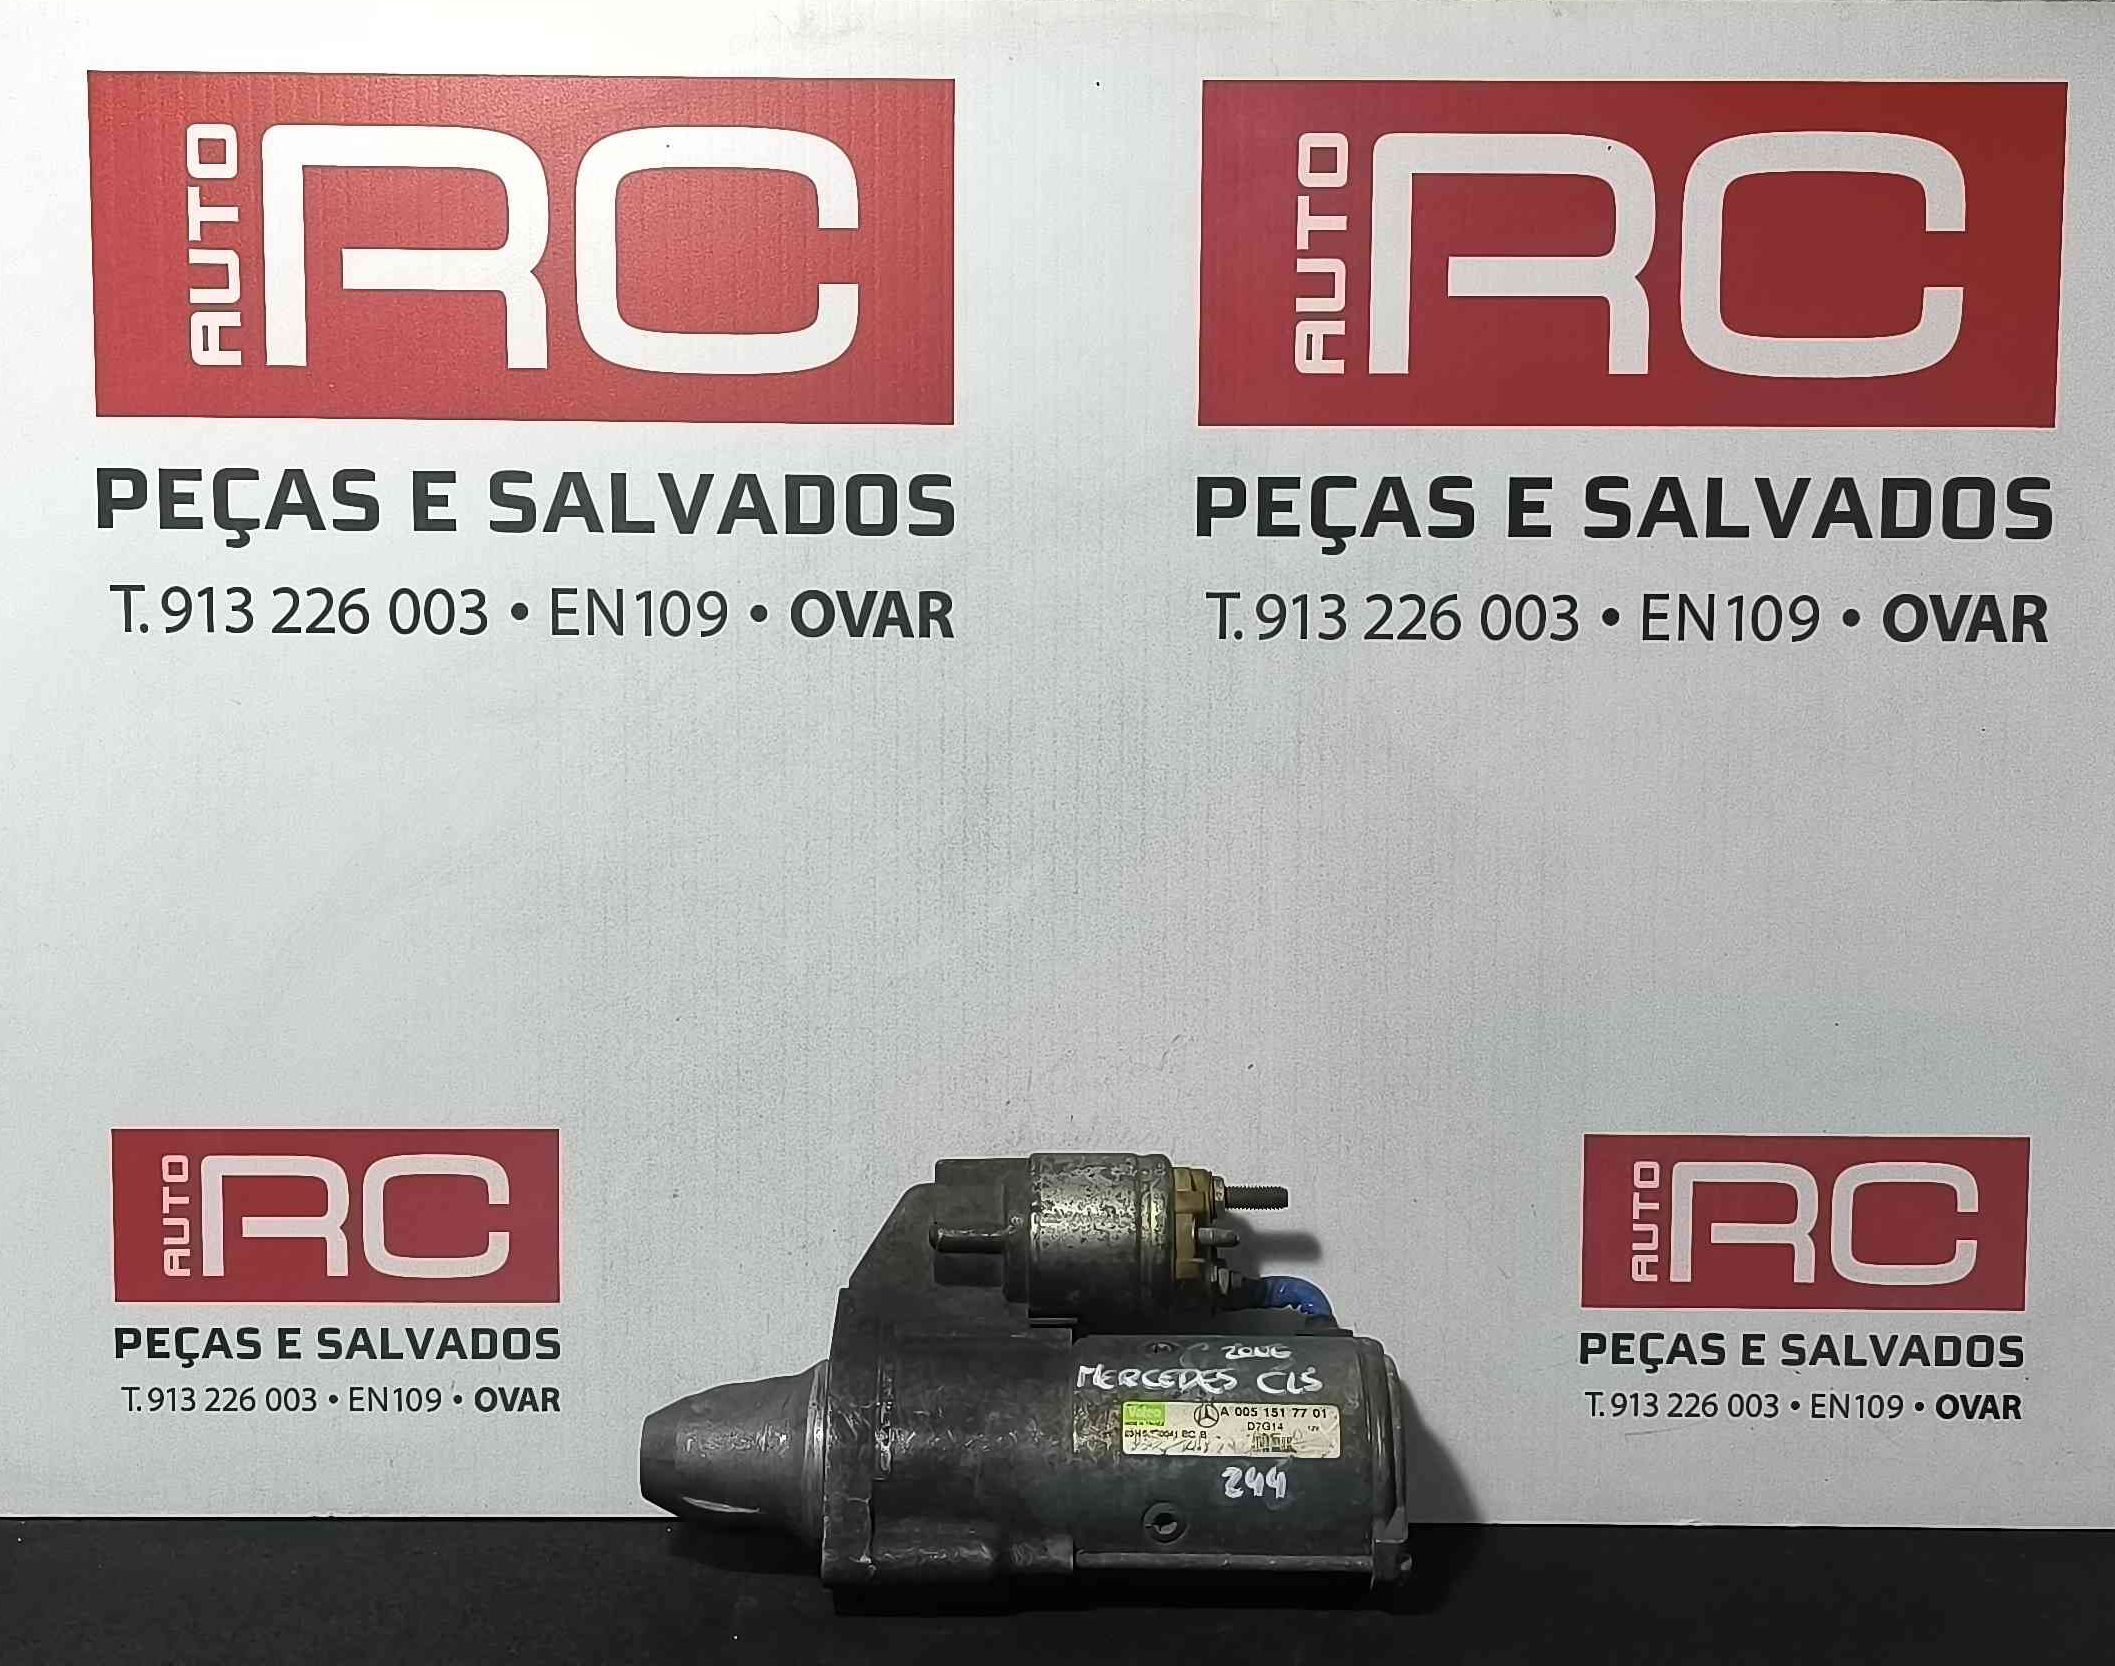 AUTO RC
PEÇAS E SALVADOS
T. 913 226 003 • EN109 • OVAR
AUTO RC
PEÇAS E SALVADOS
T. 913 226 003 • EN109 • OVAR
AUTO RC
PEÇAS E SALVADOS
T. 913 226 003 • EN109 • OVAR
AUTO RC
PEÇAS E SALVADOS
T. 913 226 003 • EN109 • OVAR
MERCEDES CLS
Valeo
A 005 151 77 01
D7G14 12V
244